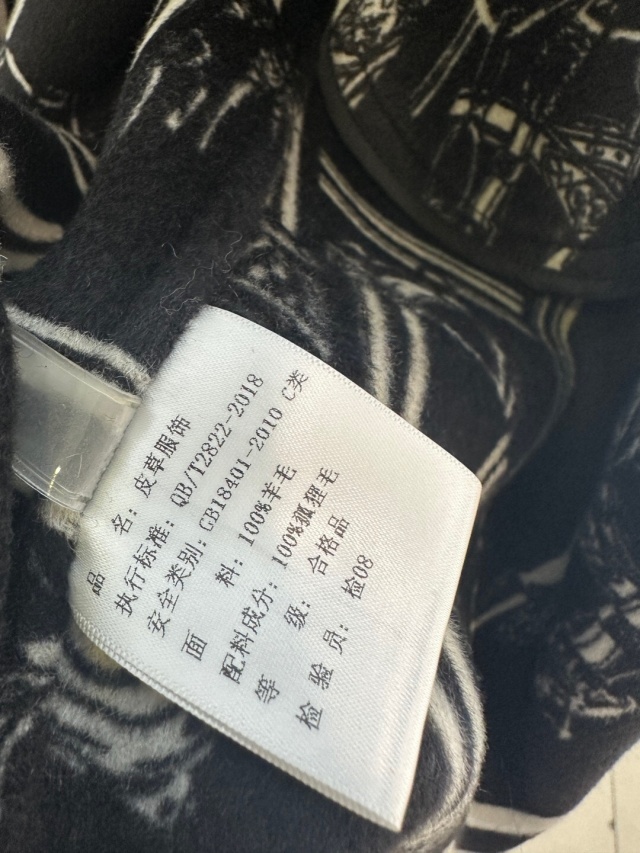 品 名：皮草服饰
执行标准：QB/T2822-2018
安全类别：GB18401-2010 C类
面 料：100%羊毛
配料成分：100%狐狸毛
等 级：合格品
检 验 员：检08